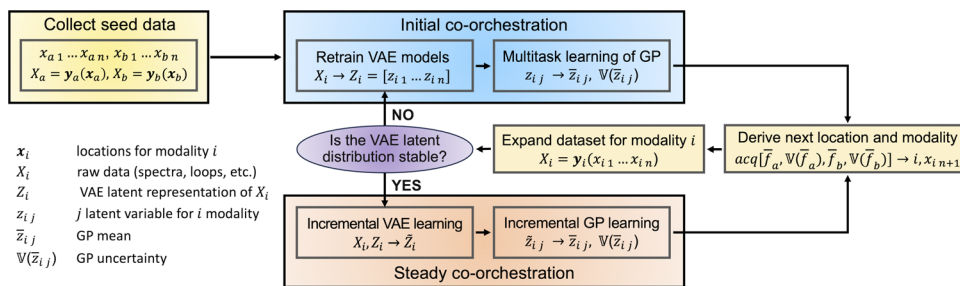 Collect seed data
x_{a 1} … x_{a n}, x_{b 1} … x_{b n}
X_a = y_a(x_a), X_b = y_b(x_b)
Initial co-orchestration
Retrain VAE models
X_i → Z_i = [z_{i 1} … z_{i n}]
Multitask learning of GP
z_{i j} → z̅_{i j}, 𝕍(z̅_{i j})
NO
Is the VAE latent
distribution stable?
YES
Expand dataset for modality i
X_i = y_i(x_{i 1} … x_{i n})
Derive next location and modality
acq[f̅_a, 𝕍(f̅_a), f̅_b, 𝕍(f̅_b)] → i, x_{i n+1}
Incremental VAE learning
X_i, Z_i → Z̃_i
Incremental GP learning
z̃_{i j} → z̅_{i j}, 𝕍(z̅_{i j})
Steady co-orchestration
x_i locations for modality i
X_i raw data (spectra, loops, etc.)
Z_i VAE latent representation of X_i
z_{i j} j latent variable for i modality
z̅_{i j} GP mean
𝕍(z̅_{i j}) GP uncertainty